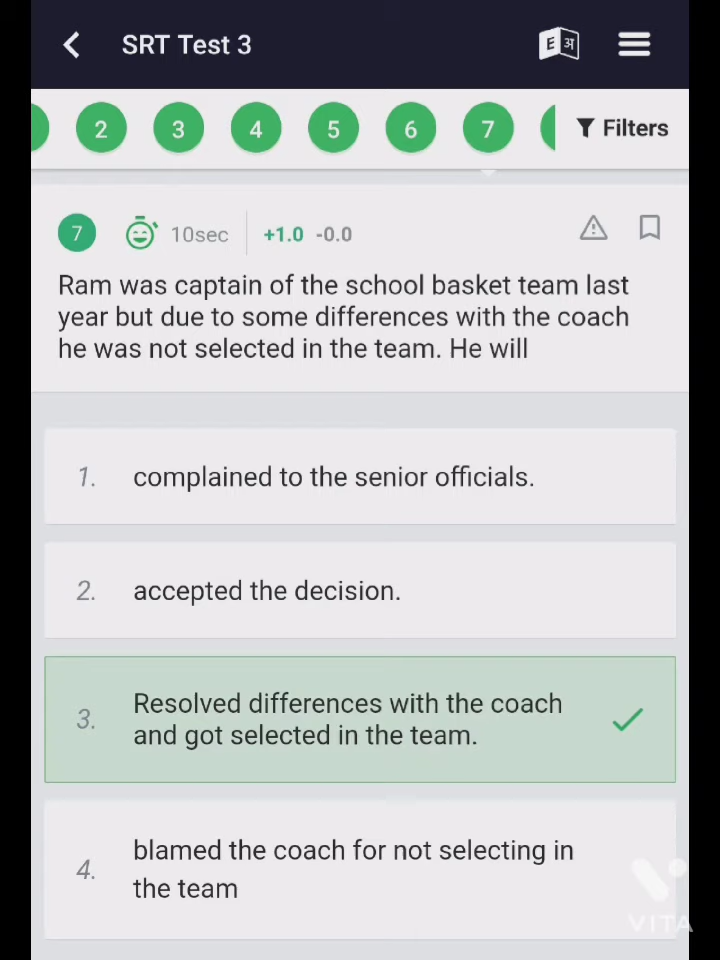 SRT Test 3
E अ
2 3 4 5 6 7 Filters
7 10sec +1.0 -0.0
Ram was captain of the school basket team last
year but due to some differences with the coach
he was not selected in the team. He will
1. complained to the senior officials.
2. accepted the decision.
3. Resolved differences with the coach
and got selected in the team.
4. blamed the coach for not selecting in
the team
VITA